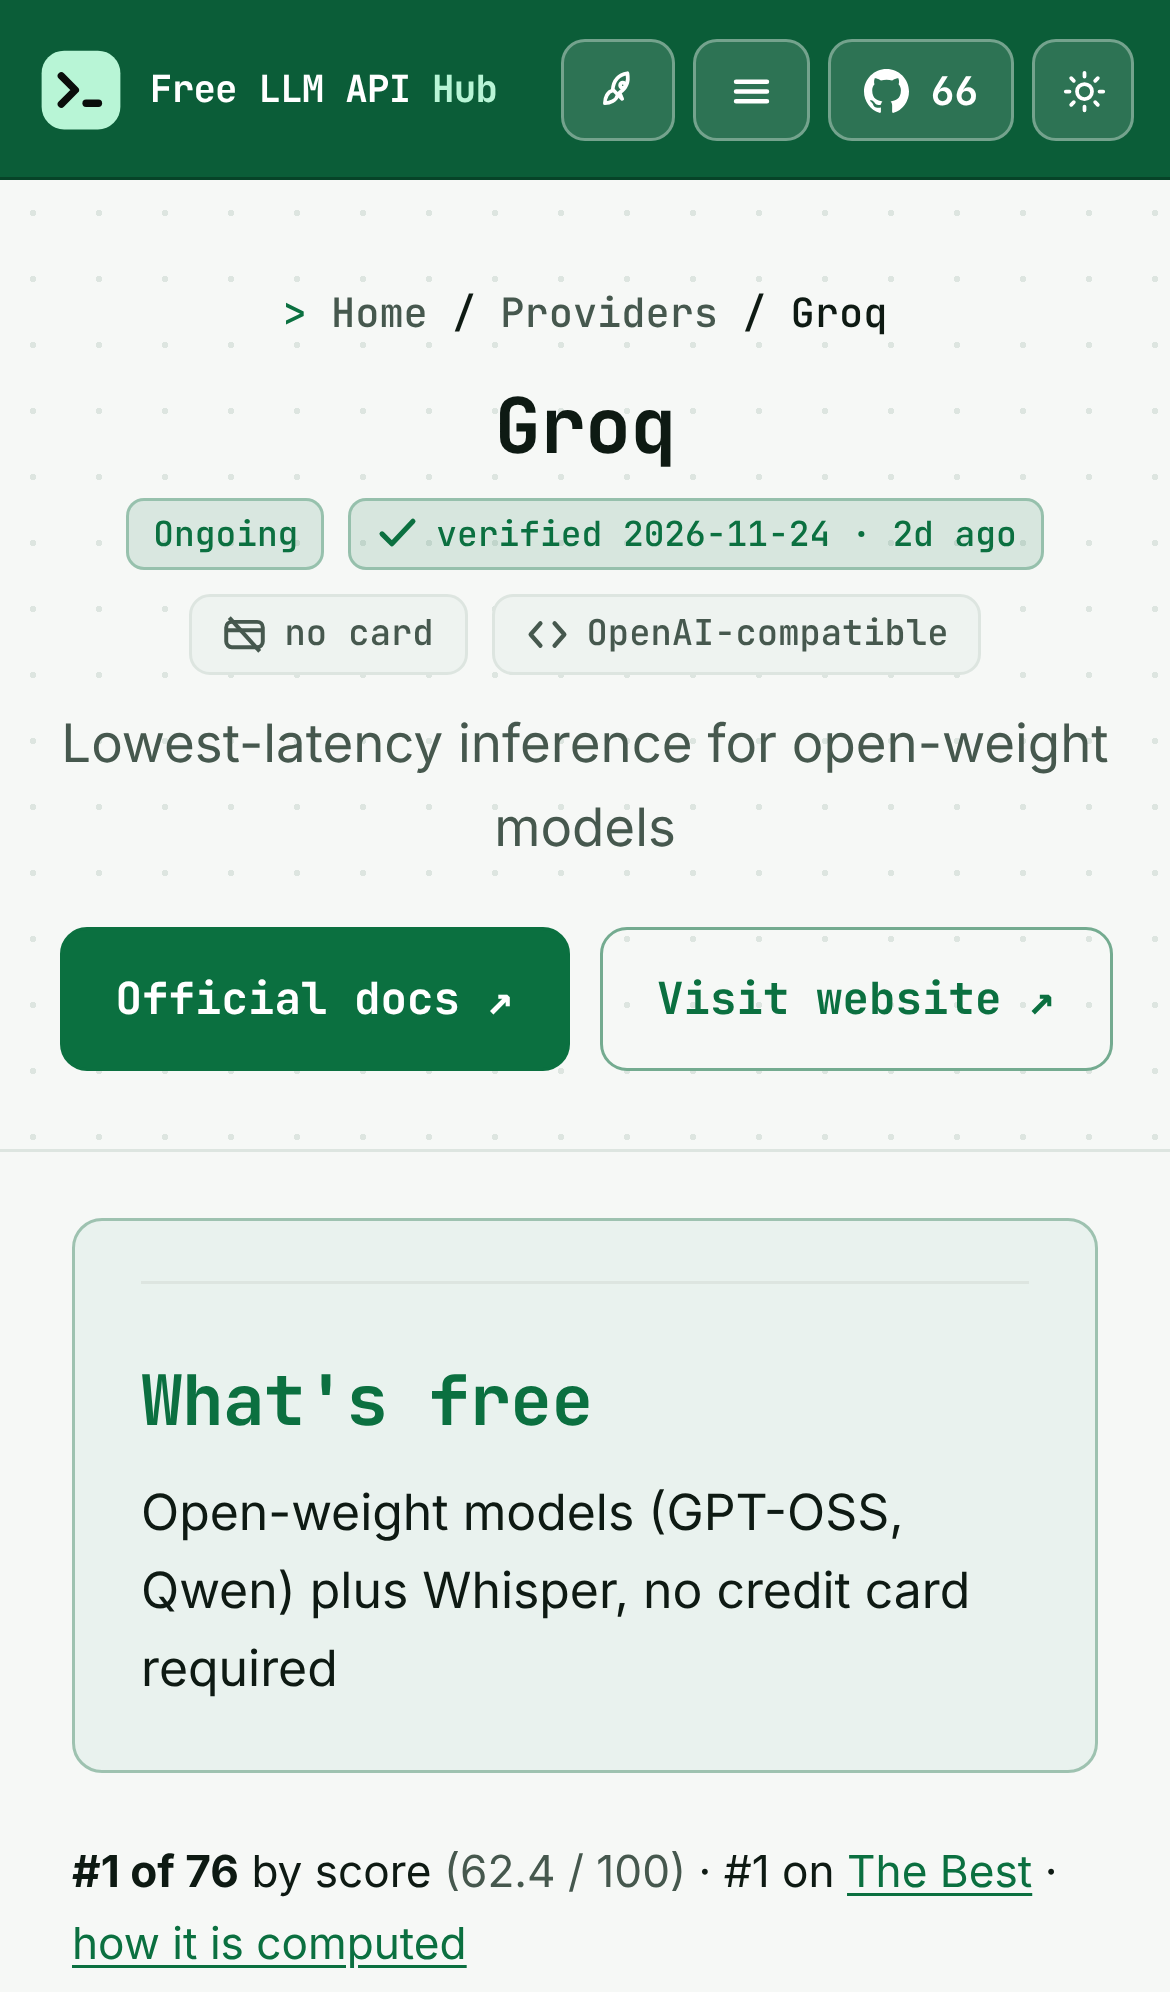 Free LLM API Hub
66
> Home / Providers / Groq
Groq
Ongoing
verified 2026-11-24 · 2d ago
no card
OpenAI-compatible
Lowest-latency inference for open-weight
models
Official docs ↗
Visit website ↗
What's free
Open-weight models (GPT-OSS,
Qwen) plus Whisper, no credit card
required
#1 of 76 by score (62.4 / 100) · #1 on The Best ·
how it is computed